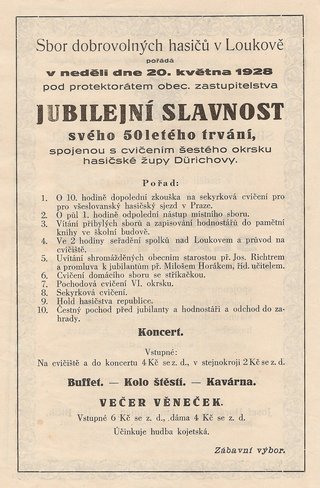 Sbor dobrovolných hasičů v Loukově
pořádá
v neděli dne 20. května 1928
pod protektorátem obec. zastupitelstva
JUBILEJNÍ SLAVNOST
svého 50letého trvání,
spojenou s cvičením šestého okrsku
hasičské župy Dürichovy.
Pořad:
1. O 10. hodině dopolední zkouška na sekyrková cvičení pro
pro všeslovanský hasičský sjezd v Praze.
2. O půl 1. hodině odpolední nástup místního sboru.
3. Vítání přibylých sborů a zapisování hodnostářů do pamětní
knihy ve školní budově.
4. Ve 2 hodiny seřadění spolků nad Loukovem a průvod na
cvičiště.
5. Uvítání shromážděných obecním starostou př. Jos. Richtrem
a promluva k jubilantům př. Milošem Horákem, říd. učitelem.
6. Cvičení domácího sboru se stříkačkou.
7. Pochodová cvičení VI. okrsku.
8. Sekyrková cvičení.
9. Hold hasičstva republice.
10. Čestný pochod před jubilanty a hodnostáři a odchod do za-
hrady.
Koncert.
Vstupné:
Na cvičiště a do koncertu 4 Kč se z. d., v stejnokroji 2 Kč se z. d.
Buffet. — Kolo štěstí. — Kavárna.
VEČER VĚNEČEK.
Vstupné 6 Kč se z. d., dáma 4 Kč se z. d.
Účinkuje hudba kojetská.
Zábavní výbor.